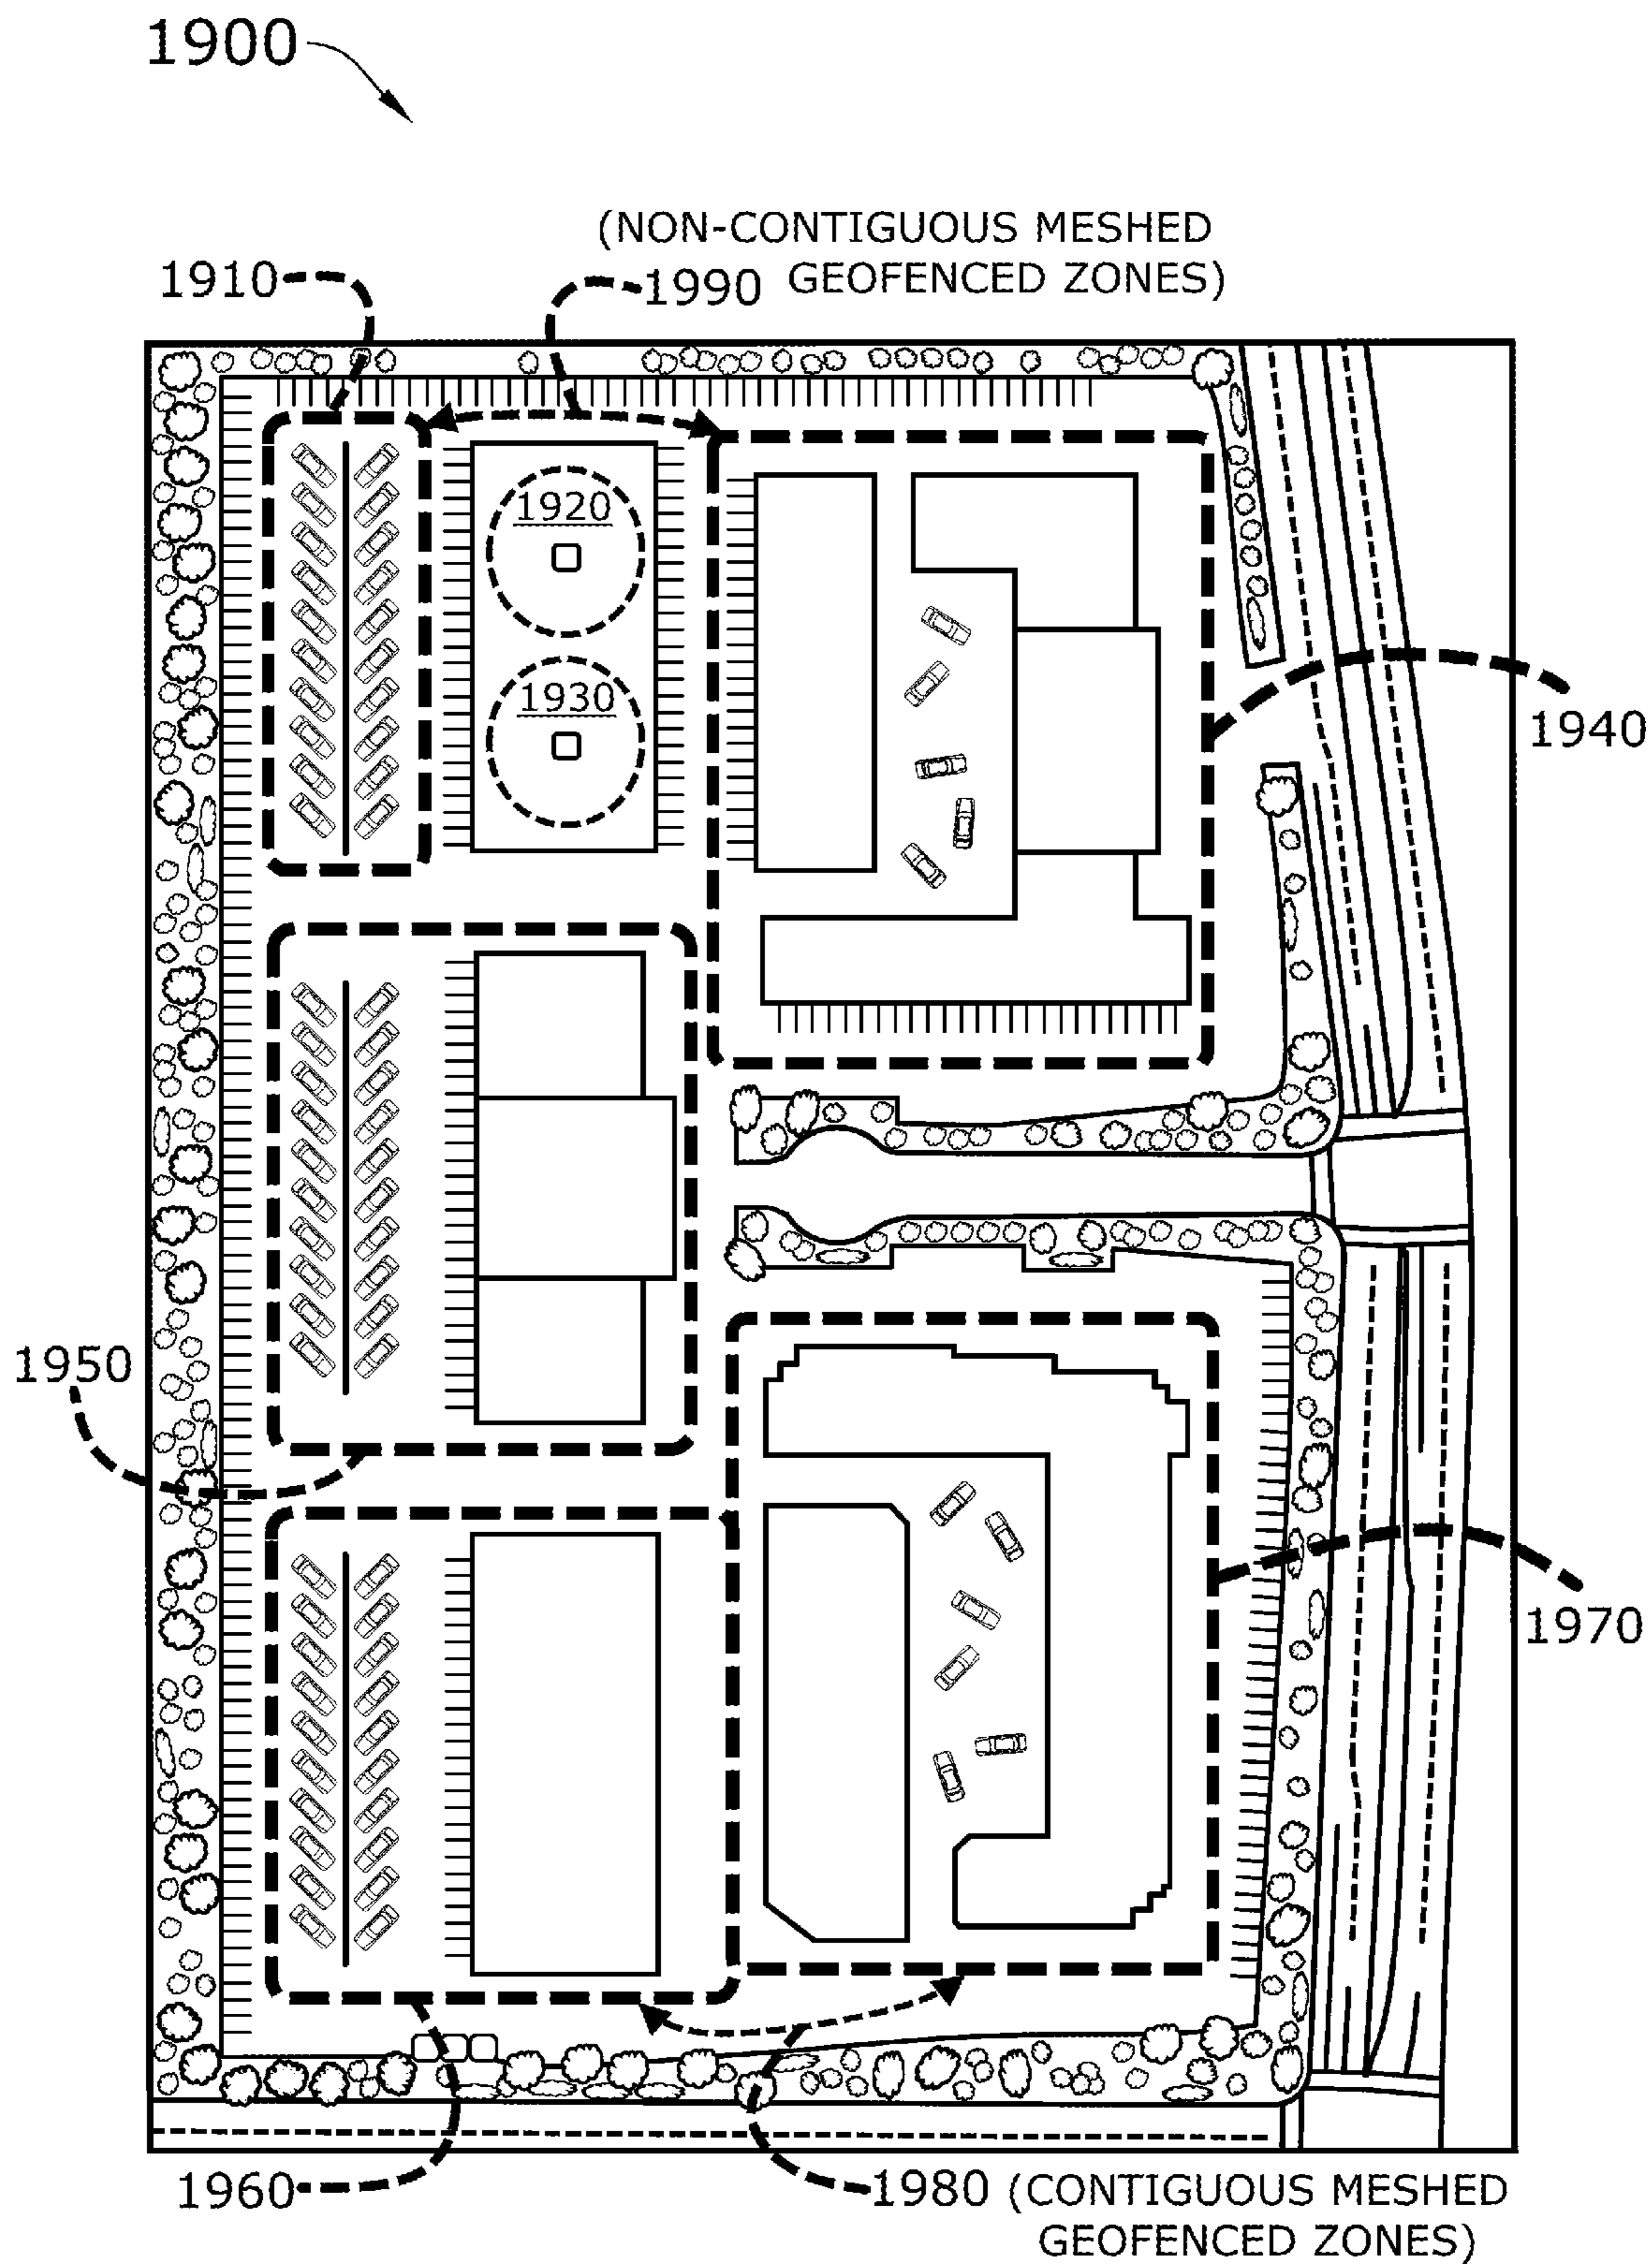 1900
(NON-CONTIGUOUS MESHED
1910
1990 GEOFENCED ZONES)
1920
1930
1940
1950
1970
1960
1980 (CONTIGUOUS MESHED
GEOFENCED ZONES)